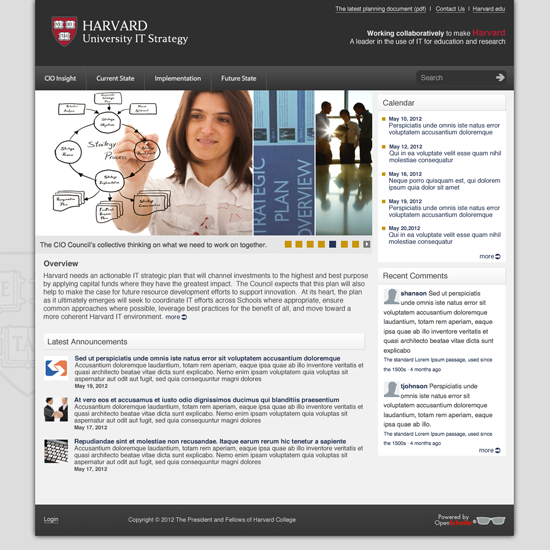 The latest planning document (pdf) | Contact Us | Harvard.edu
HARVARD
University IT Strategy
Working collaboratively to make Harvard
A leader in the use of IT for education and research
CIO Insight Current State Implementation Future State
Search
Strategy
Process
STRATEGIC
PLAN
OVERVIEW
The CIO Council's collective thinking on what we need to work on together.
Overview
Harvard needs an actionable IT strategic plan that will channel investments to the highest and best purpose
by applying capital funds where they have the greatest impact. The Council expects that this plan will also
help to make the case for future resource development efforts to support innovation. At its heart, the plan
as it ultimately emerges will seek to coordinate IT efforts across Schools where appropriate, ensure
common approaches where possible, leverage best practices for the benefit of all, and move toward a
more coherent Harvard IT environment. more
Latest Announcements
Sed ut perspiciatis unde omnis iste natus error sit voluptatem accusantium doloremque
Accusantium doloremque laudantium, totam rem aperiam, eaque ipsa quae ab illo inventore veritatis et
quasi architecto beatae vitae dicta sunt explicabo. Nemo enim ipsam voluptatem quia voluptas sit
aspernatur aut odit aut fugit, sed quia consequuntur magni dolores
May 19, 2012
At vero eos et accusamus et iusto odio dignissimos ducimus qui blanditiis praesentium
Accusantium doloremque laudantium, totam rem aperiam, eaque ipsa quae ab illo inventore veritatis et
quasi architecto beatae vitae dicta sunt explicabo. Nemo enim ipsam voluptatem quia voluptas sit
aspernatur aut odit aut fugit, sed quia consequuntur magni dolores
May 17, 2012
Repudiandae sint et molestiae non recusandae. Itaque earum rerum hic tenetur a sapiente
Accusantium doloremque laudantium, totam rem aperiam, eaque ipsa quae ab illo inventore veritatis et
quasi architecto beatae vitae dicta sunt explicabo. Nemo enim ipsam voluptatem quia voluptas sit
aspernatur aut odit aut fugit, sed quia consequuntur magni dolores
May 17, 2012
Calendar
May 10, 2012
Perspiciatis unde omnis iste natus error
voluptatem accusantium doloremque
May 12, 2012
Qui in ea voluptate velit esse quam nihil
molestiae consequatur
May 16, 2012
Neque porro quisquam est, qui dolorem
ipsum quia dolor sit amet
May 19, 2012
Perspiciatis unde omnis iste natus error
voluptatem accusantium doloremque
May 20,2012
Qui in ea voluptate velit esse quam nihil
molestiae consequatur
more
Recent Comments
shanson Sed ut perspiciatis
unde omnis iste natus error sit
voluptatem accusantium doloremque
laudantium, totam rem aperiam, eaque
ipsa quae ab illo inventore veritatis et
quasi architecto beatae vitae dicta sunt
explicabo
The standard Lorem Ipsum passage, used since
the 1500s · 4 months ago
tjohnson Perspiciatis unde
omnis iste natus error sit voluptatem
accusantium doloremque laudantium,
totam rem aperiam, eaque ipsa quae
ab illo.
The standard Lorem Ipsum passage, used since
the 1500s · 4 months ago
more
Login
Copyright © 2012 The President and Fellows of Harvard College
Powered by
OpenScholar